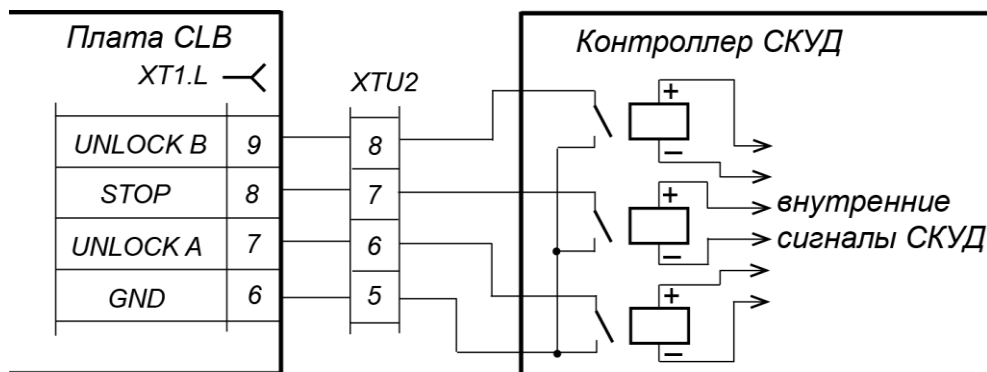 Плата CLB
Контроллер СКУД
XT1.L
XTU2
UNLOCK B 9 8
STOP 8 7
UNLOCK A 7 6
GND 6 5
+
−
+
−
+
−
внутренние
сигналы СКУД